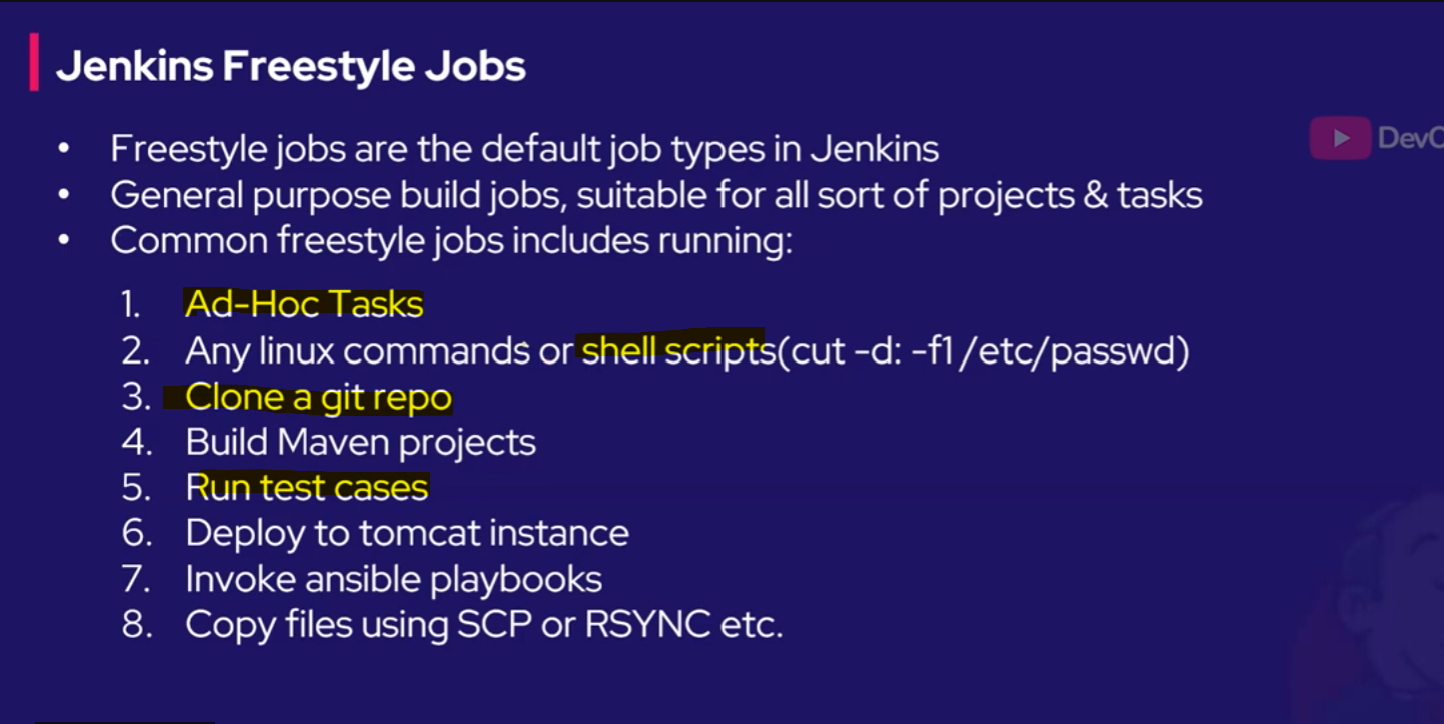 Jenkins Freestyle Jobs
• Freestyle jobs are the default job types in Jenkins
DevO
• General purpose build jobs, suitable for all sort of projects & tasks
• Common freestyle jobs includes running:
1. Ad-Hoc Tasks
2. Any linux commands or shell scripts(cut -d: -f1 /etc/passwd)
3. Clone a git repo
4. Build Maven projects
5. Run test cases
6. Deploy to tomcat instance
7. Invoke ansible playbooks
8. Copy files using SCP or RSYNC etc.